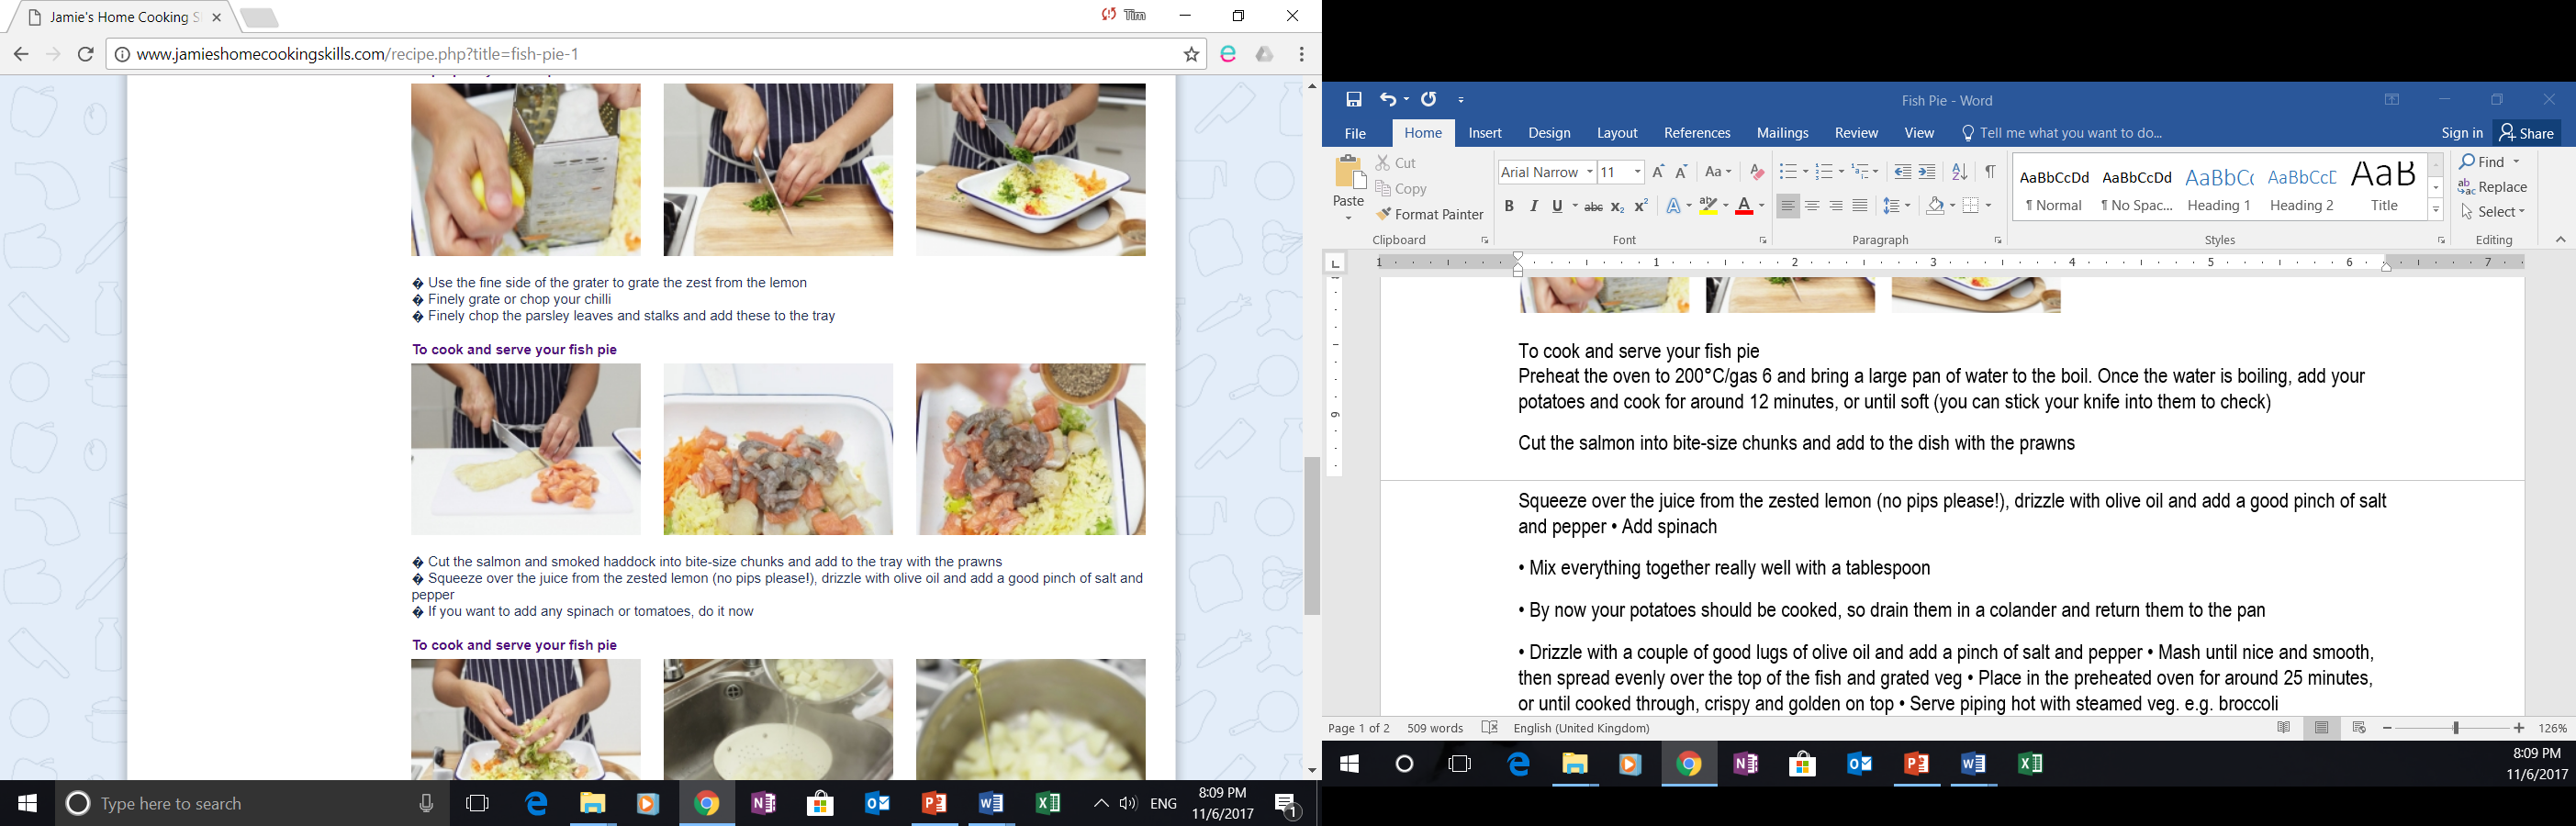 Jamie's Home Cooking S
Tim
www.jamieshomecookingskills.com/recipe.php?title=fish-pie-1
� Use the fine side of the grater to grate the zest from the lemon
� Finely grate or chop your chilli
� Finely chop the parsley leaves and stalks and add these to the tray
To cook and serve your fish pie
� Cut the salmon and smoked haddock into bite-size chunks and add to the tray with the prawns
� Squeeze over the juice from the zested lemon (no pips please!), drizzle with olive oil and add a good pinch of salt and
pepper
� If you want to add any spinach or tomatoes, do it now
To cook and serve your fish pie
Type here to search
ENG
8:09 PM
11/6/2017
1
Fish Pie - Word
File Home Insert Design Layout References Mailings Review View Tell me what you want to do... Sign in Share
Paste
Cut
Copy
Format Painter
Clipboard
Arial Narrow 11
Font
Paragraph
AaBbCcDd AaBbCcDd AaBbC AaBbCcE AaB
¶ Normal ¶ No Spac... Heading 1 Heading 2 Title
Styles
Find
Replace
Select
Editing
1 1 2 3 4 5 6 7
9
To cook and serve your fish pie
Preheat the oven to 200°C/gas 6 and bring a large pan of water to the boil. Once the water is boiling, add your
potatoes and cook for around 12 minutes, or until soft (you can stick your knife into them to check)
Cut the salmon into bite-size chunks and add to the dish with the prawns
Squeeze over the juice from the zested lemon (no pips please!), drizzle with olive oil and add a good pinch of salt
and pepper • Add spinach
• Mix everything together really well with a tablespoon
• By now your potatoes should be cooked, so drain them in a colander and return them to the pan
• Drizzle with a couple of good lugs of olive oil and add a pinch of salt and pepper • Mash until nice and smooth,
then spread evenly over the top of the fish and grated veg • Place in the preheated oven for around 25 minutes,
or until cooked through, crispy and golden on top • Serve piping hot with steamed veg. e.g. broccoli
Page 1 of 2 509 words English (United Kingdom) 126%
8:09 PM
11/6/2017